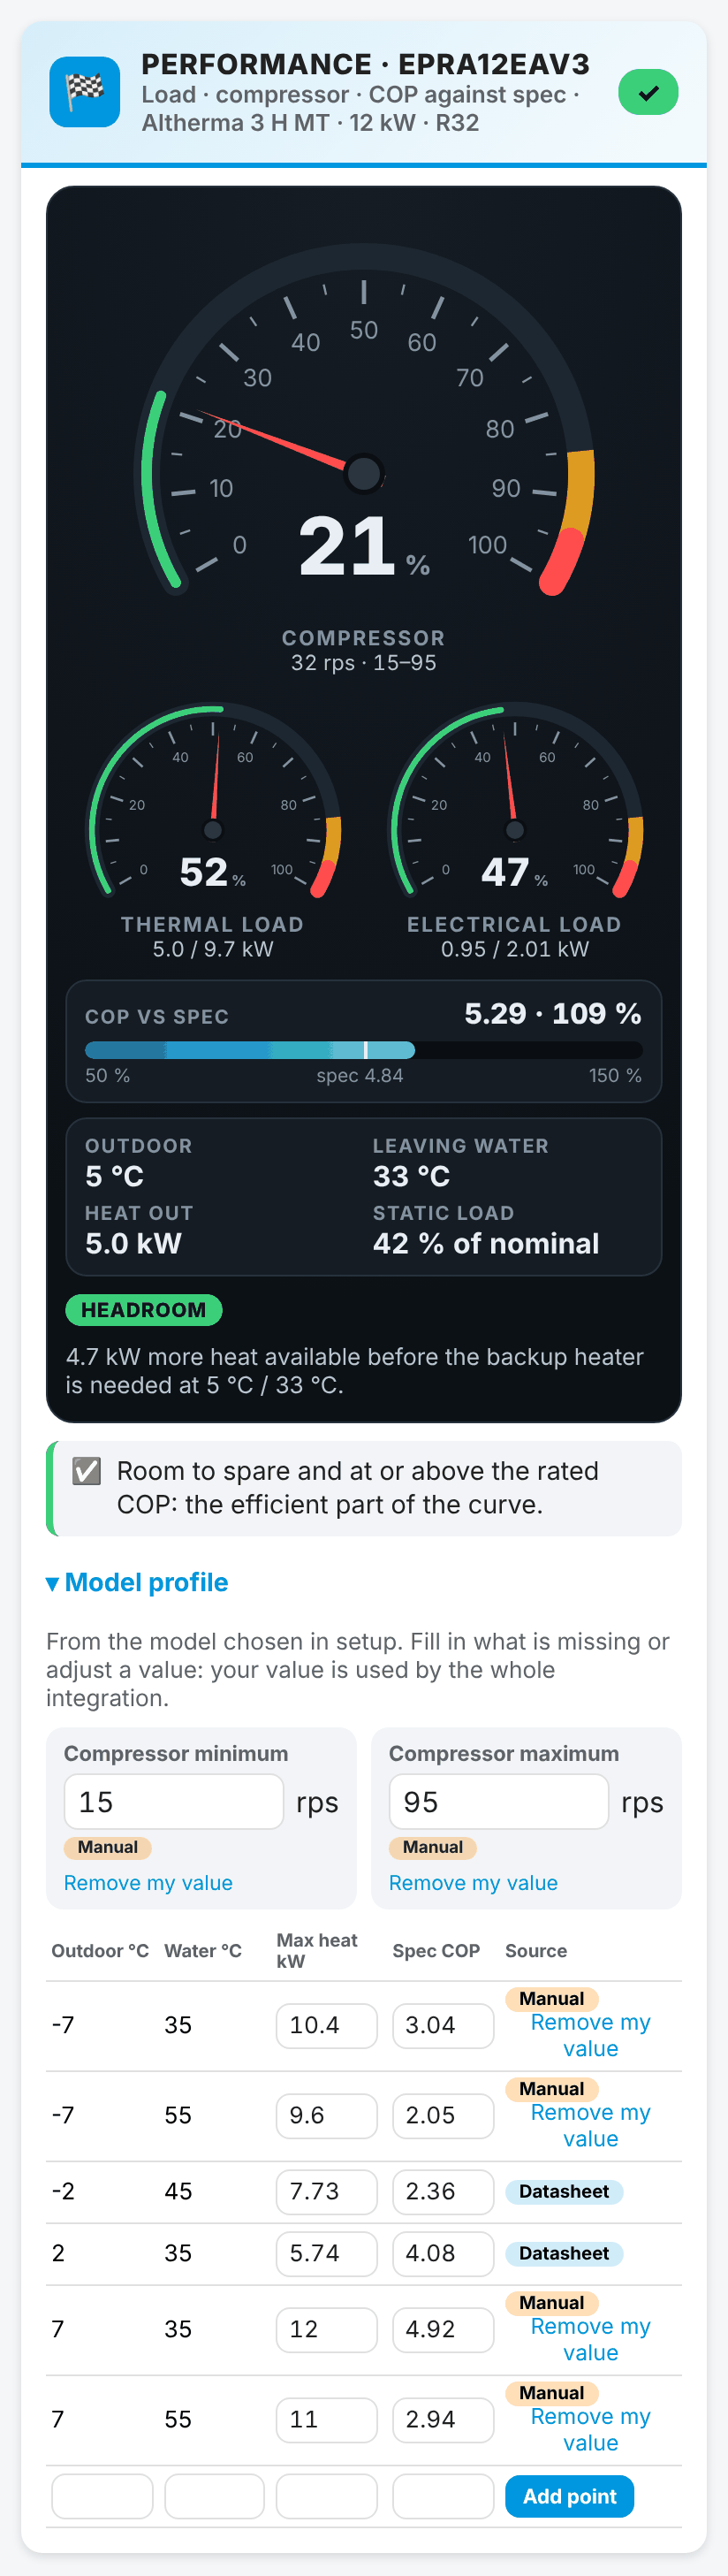 PERFORMANCE · EPRA12EAV3
Load · compressor · COP against spec ·
Altherma 3 H MT · 12 kW · R32
0
10
20
30
40
50
60
70
80
90
100
21 %
COMPRESSOR
32 rps · 15–95
0
20
40
60
80
100
52 %
THERMAL LOAD
5.0 / 9.7 kW
0
20
40
60
80
100
47 %
ELECTRICAL LOAD
0.95 / 2.01 kW
COP VS SPEC
5.29 · 109 %
50 %
spec 4.84
150 %
OUTDOOR
5 °C
LEAVING WATER
33 °C
HEAT OUT
5.0 kW
STATIC LOAD
42 % of nominal
HEADROOM
4.7 kW more heat available before the backup heater
is needed at 5 °C / 33 °C.
Room to spare and at or above the rated
COP: the efficient part of the curve.
▾ Model profile
From the model chosen in setup. Fill in what is missing or
adjust a value: your value is used by the whole
integration.
Compressor minimum
15 rps
Manual
Remove my value
Compressor maximum
95 rps
Manual
Remove my value
Outdoor °C Water °C Max heat kW Spec COP Source
-7 35 10.4 3.04 Manual
Remove my
value
-7 55 9.6 2.05 Manual
Remove my
value
-2 45 7.73 2.36 Datasheet
2 35 5.74 4.08 Datasheet
7 35 12 4.92 Manual
Remove my
value
7 55 11 2.94 Manual
Remove my
value
Add point